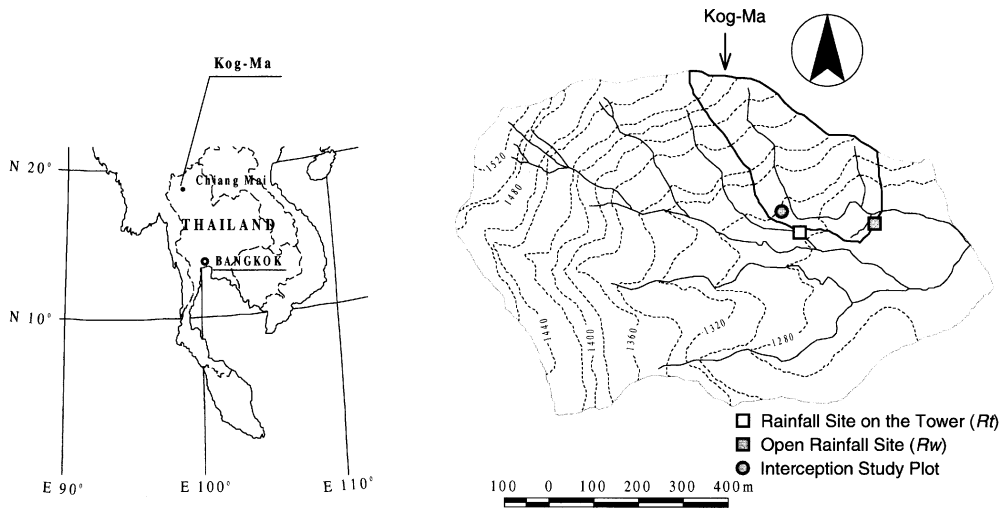 Kog-Ma
N 20°
Chiang Mai
THAILAND
BANGKOK
N 10°
E 90°
E 100°
E 110°
Kog-Ma
1520
1480
1440
1400
1360
1320
1280
Rainfall Site on the Tower (Rt)
Open Rainfall Site (Rw)
Interception Study Plot
100 0 100 200 300 400 m